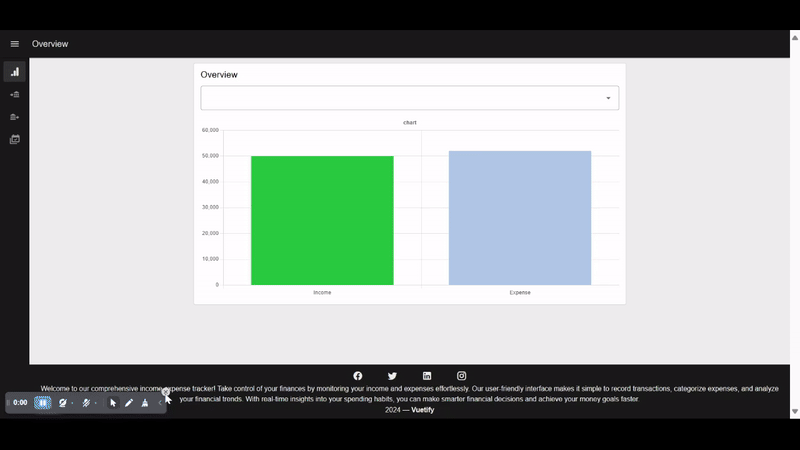 Overview
Overview
chart
60,000
50,000
40,000
30,000
20,000
10,000
0
Income
Expense
Welcome to our comprehensive income expense tracker! Take control of your finances by monitoring your income and expenses effortlessly. Our user-friendly interface makes it simple to record transactions, categorize expenses, and analyze
your financial trends. With real-time insights into your spending habits, you can make smarter financial decisions and achieve your money goals faster.
0:00
2024 — Vuetify